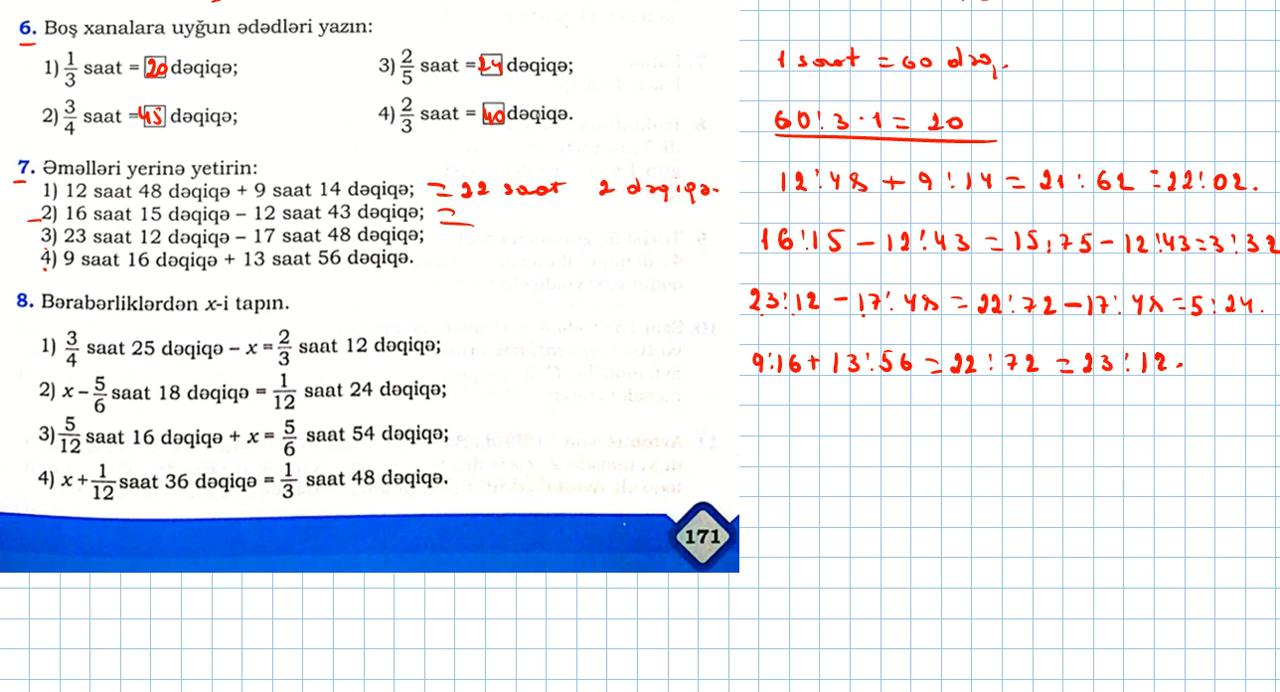 6. Boş xanalara uyğun ədədləri yazın:
1) 1/3 saat = 20 dəqiqə;
3) 2/5 saat = 24 dəqiqə;
2) 3/4 saat = 45 dəqiqə;
4) 2/3 saat = 40 dəqiqə.
7. Əməlləri yerinə yetirin:
1) 12 saat 48 dəqiqə + 9 saat 14 dəqiqə; = 22 saat 2 dəqiqə.
2) 16 saat 15 dəqiqə – 12 saat 43 dəqiqə; =
3) 23 saat 12 dəqiqə – 17 saat 48 dəqiqə;
4) 9 saat 16 dəqiqə + 13 saat 56 dəqiqə.
8. Bərabərliklərdən x-i tapın.
1) 3/4 saat 25 dəqiqə – x = 2/3 saat 12 dəqiqə;
2) x – 5/6 saat 18 dəqiqə = 1/12 saat 24 dəqiqə;
3) 5/12 saat 16 dəqiqə + x = 5/6 saat 54 dəqiqə;
4) x + 1/12 saat 36 dəqiqə = 1/3 saat 48 dəqiqə.
171
1 saat = 60 dəq.
60:3·1 = 20
12:48 + 9:14 = 21:62 = 22:02.
16:15 – 12:43 = 15:75 – 12:43 = 3:32
23:12 – 17:48 = 22:72 – 17:48 = 5:24.
9:16 + 13:56 = 22:72 = 23:12.